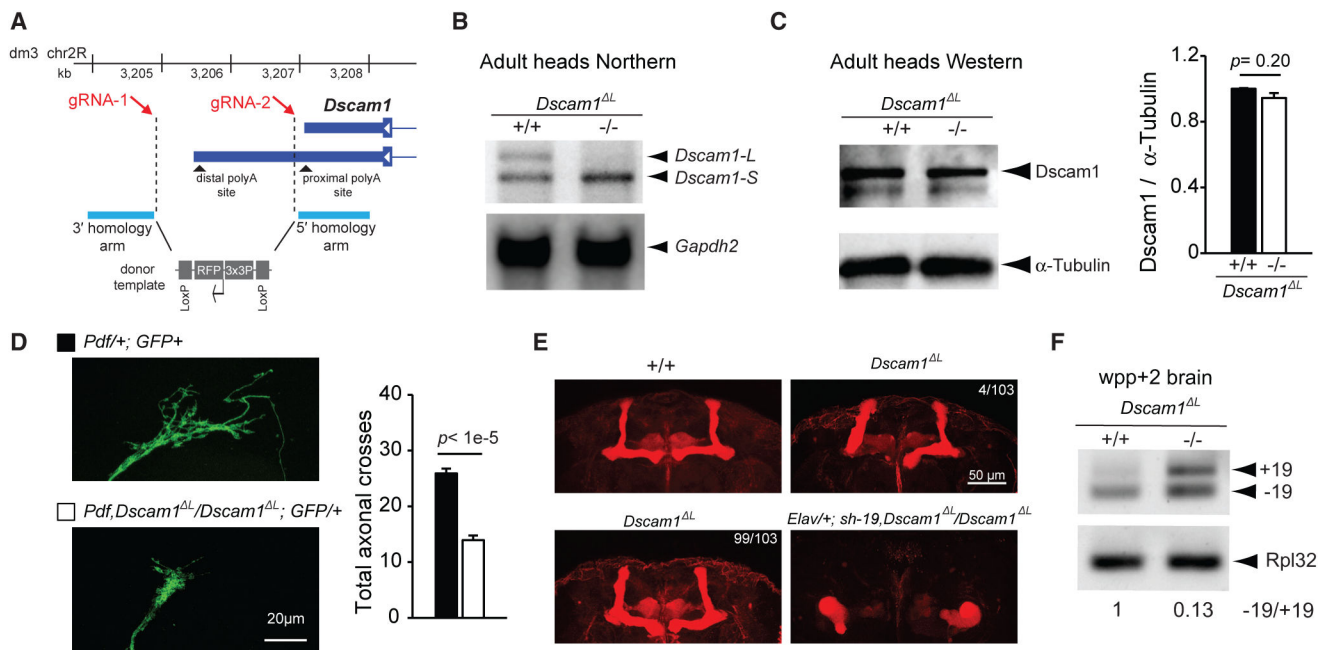 A
dm3 chr2R
kb 3,205 3,206 3,207 3,208
gRNA-1 gRNA-2 Dscam1
distal polyA site
proximal polyA site
3′ homology arm
5′ homology arm
donor template
RFP 3x3P
LoxP LoxP
B
Adult heads Northern
Dscam1ΔL
+/+ -/-
Dscam1-L
Dscam1-S
Gapdh2
C
Adult heads Western
Dscam1ΔL
+/+ -/-
Dscam1
α-Tubulin
Dscam1 / α-Tubulin
1.2
0.8
0.4
0
p= 0.20
+/+ -/-
Dscam1ΔL
D
Pdf/+; GFP+
Pdf,Dscam1ΔL/Dscam1ΔL; GFP/+
20µm
Total axonal crosses
40
30
20
10
0
p< 1e-5
E
+/+
Dscam1ΔL
4/103
50 µm
Dscam1ΔL
99/103
Elav/+; sh-19,Dscam1ΔL/Dscam1ΔL
F
wpp+2 brain
Dscam1ΔL
+/+ -/-
+19
-19
Rpl32
1 0.13 -19/+19